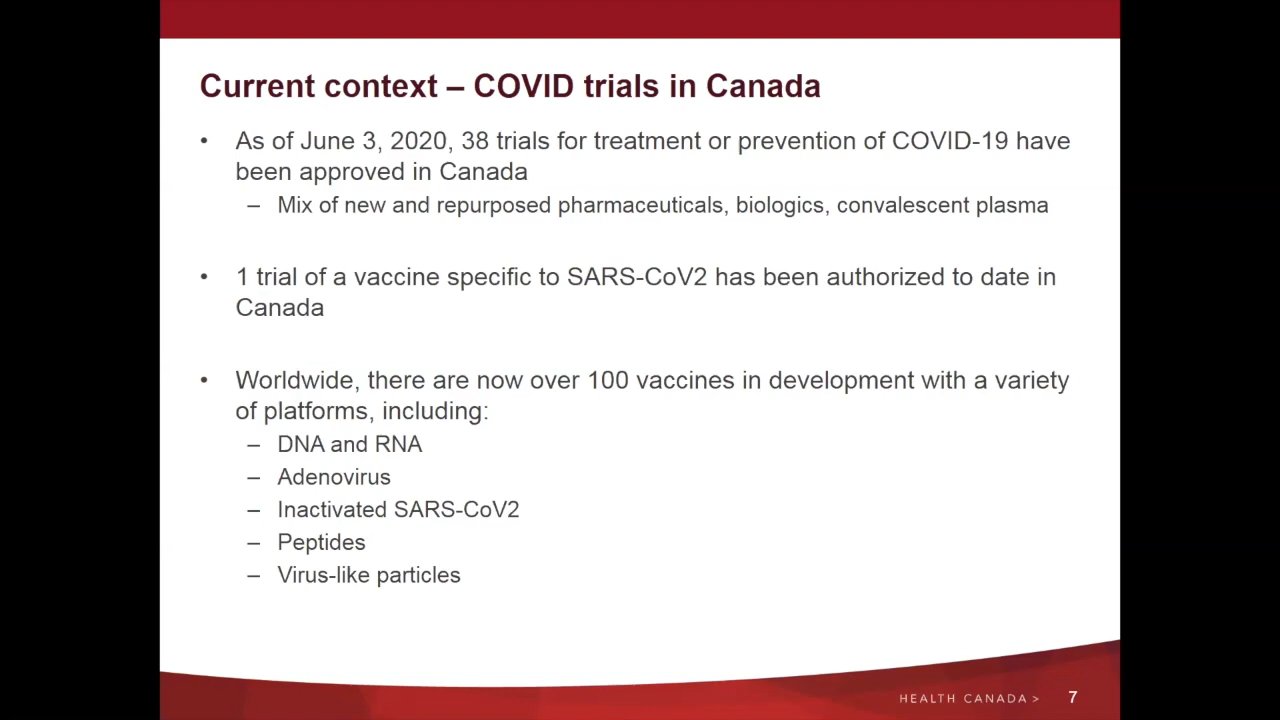 Current context – COVID trials in Canada
• As of June 3, 2020, 38 trials for treatment or prevention of COVID-19 have
been approved in Canada
– Mix of new and repurposed pharmaceuticals, biologics, convalescent plasma
• 1 trial of a vaccine specific to SARS-CoV2 has been authorized to date in
Canada
• Worldwide, there are now over 100 vaccines in development with a variety
of platforms, including:
– DNA and RNA
– Adenovirus
– Inactivated SARS-CoV2
– Peptides
– Virus-like particles
HEALTH CANADA > 7